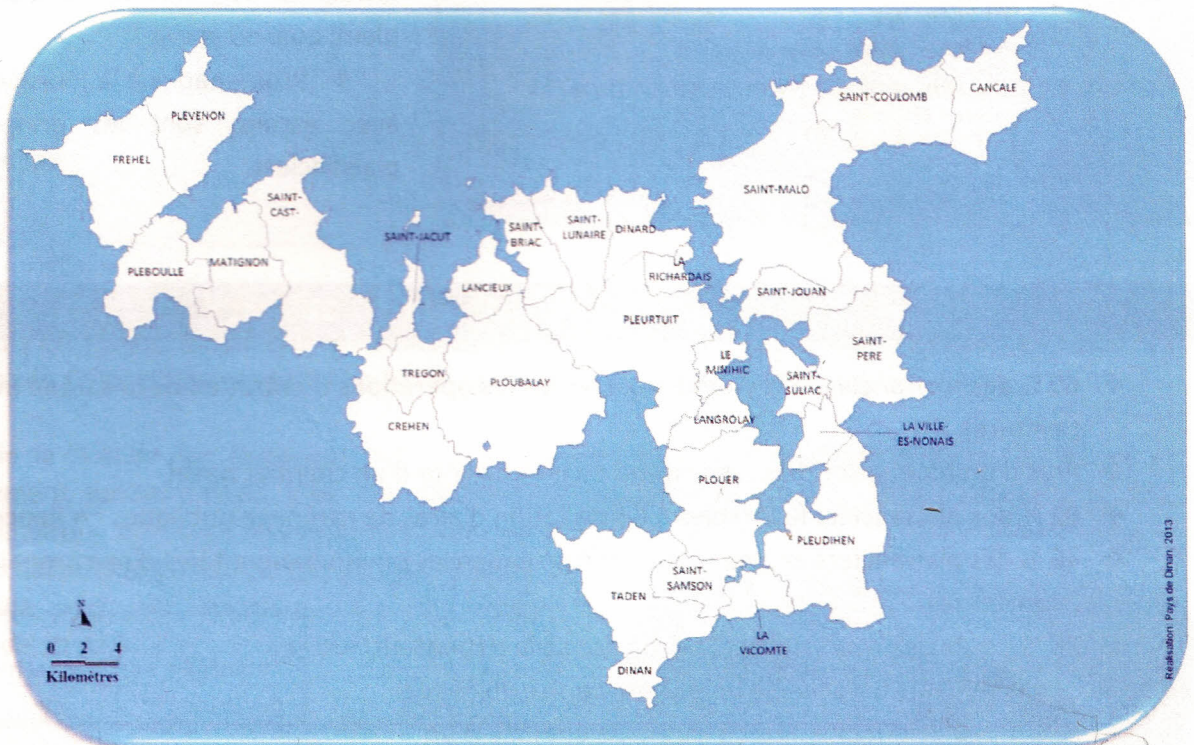 PLEVENON
FREHEL
SAINT-
CAST-
MATIGNON
PLEBOULLE
SAINT-JACUT
LANCIEUX
SAINT-
BRIAC
SAINT-
LUNAIRE
DINARD
LA
RICHARDAIS
PLEURTUIT
TREGON
PLOUBALAY
CREHEN
SAINT-COULOMB
CANCALE
SAINT-MALO
SAINT-JOUAN
SAINT-
PERE
LE
MINIHIC
SAINT-
SULIAC
LANGROLAY
LA VILLE-
ES-NONAIS
PLOUER
PLEUDIHEN
SAINT-
SAMSON
TADEN
LA
VICOMTE
DINAN
N
0 2 4
Kilomètres
Réalisation: Pays de Dinan, 2013